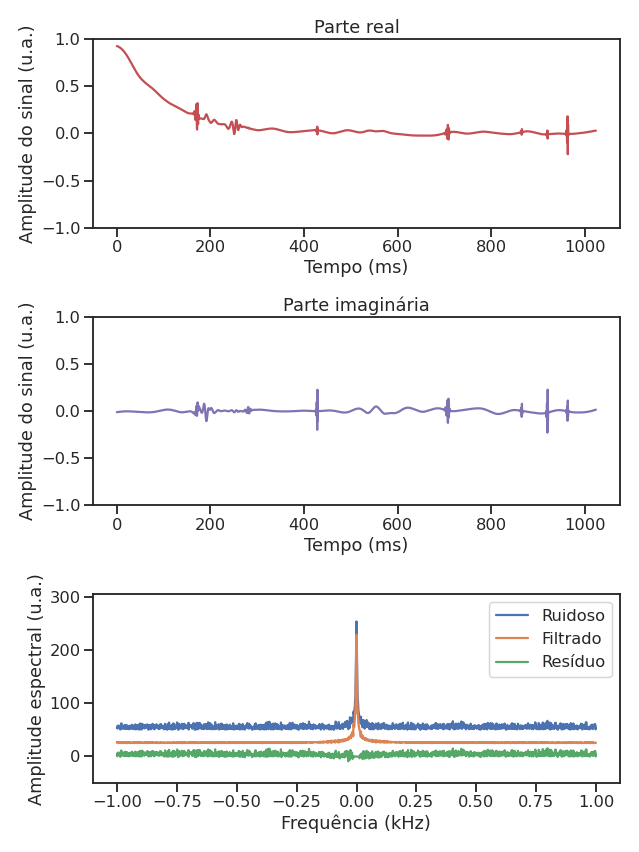 Parte real
Amplitude do sinal (u.a.)
1.0
0.5
0.0
−0.5
−1.0
0 200 400 600 800 1000
Tempo (ms)
Parte imaginária
Amplitude do sinal (u.a.)
1.0
0.5
0.0
−0.5
−1.0
0 200 400 600 800 1000
Tempo (ms)
Amplitude espectral (u.a.)
300
200
100
0
Ruidoso
Filtrado
Resíduo
−1.00 −0.75 −0.50 −0.25 0.00 0.25 0.50 0.75 1.00
Frequência (kHz)